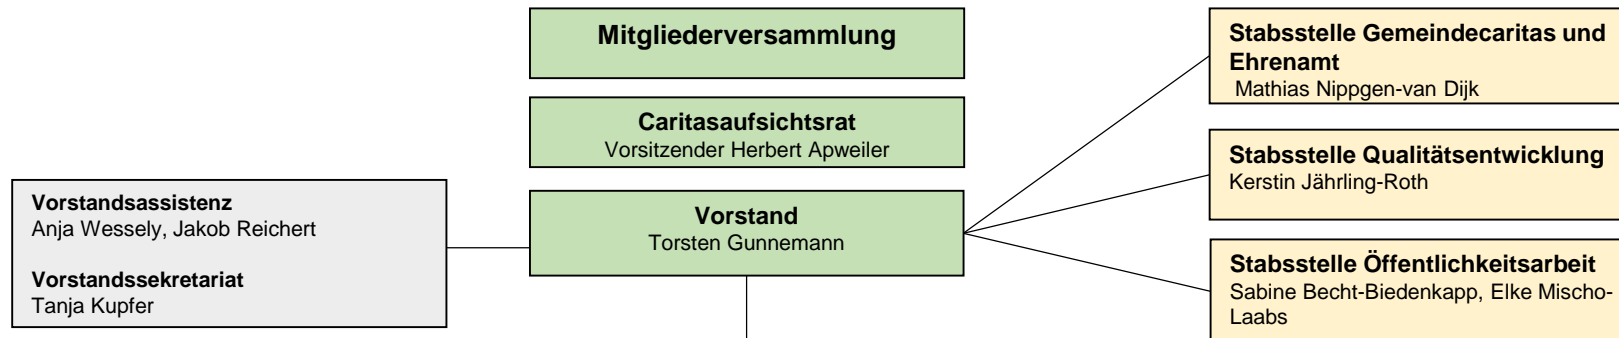 Mitgliederversammlung
Caritasaufsichtsrat
Vorsitzender Herbert Apweiler
Vorstand
Torsten Gunnemann
Vorstandsassistenz
Anja Wessely, Jakob Reichert
Vorstandssekretariat
Tanja Kupfer
Stabsstelle Gemeindecaritas und
Ehrenamt
Mathias Nippgen-van Dijk
Stabsstelle Qualitätsentwicklung
Kerstin Jährling-Roth
Stabsstelle Öffentlichkeitsarbeit
Sabine Becht-Biedenkapp, Elke Mischo-
Laabs